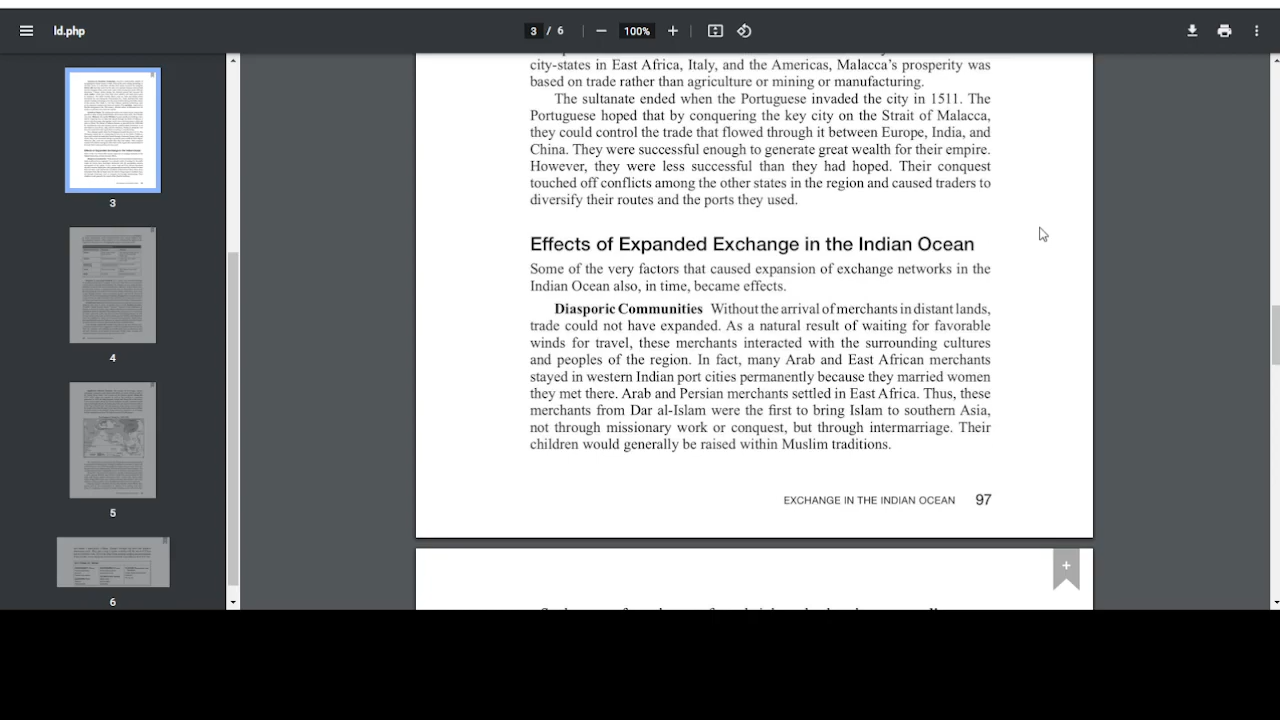 ld.php
3 / 6
100%
city-states in East Africa, Italy, and the Americas, Malacca's prosperity was
based on trade rather than agriculture or mining or manufacturing.
The sultanate ended when the Portuguese invaded the city in 1511. The
Portuguese hoped that by conquering the key city on the Strait of Malacca,
they could control the trade that flowed through it between Europe, India, and
China. They were successful enough to generate great wealth for their empire.
However, they were less successful than they had hoped. Their conquest
touched off conflicts among the other states in the region and caused traders to
diversify their routes and the ports they used.
Effects of Expanded Exchange in the Indian Ocean
Some of the very factors that caused expansion of exchange networks in the
Indian Ocean also, in time, became effects.
Diasporic Communities Without the arrival of merchants in distant lands,
trade could not have expanded. As a natural result of waiting for favorable
winds for travel, these merchants interacted with the surrounding cultures
and peoples of the region. In fact, many Arab and East African merchants
stayed in western Indian port cities permanently because they married women
they met there. Arab and Persian merchants settled in East Africa. Thus, these
merchants from Dar al-Islam were the first to bring Islam to southern Asia,
not through missionary work or conquest, but through intermarriage. Their
children would generally be raised within Muslim traditions.
EXCHANGE IN THE INDIAN OCEAN 97
3
4
5
6